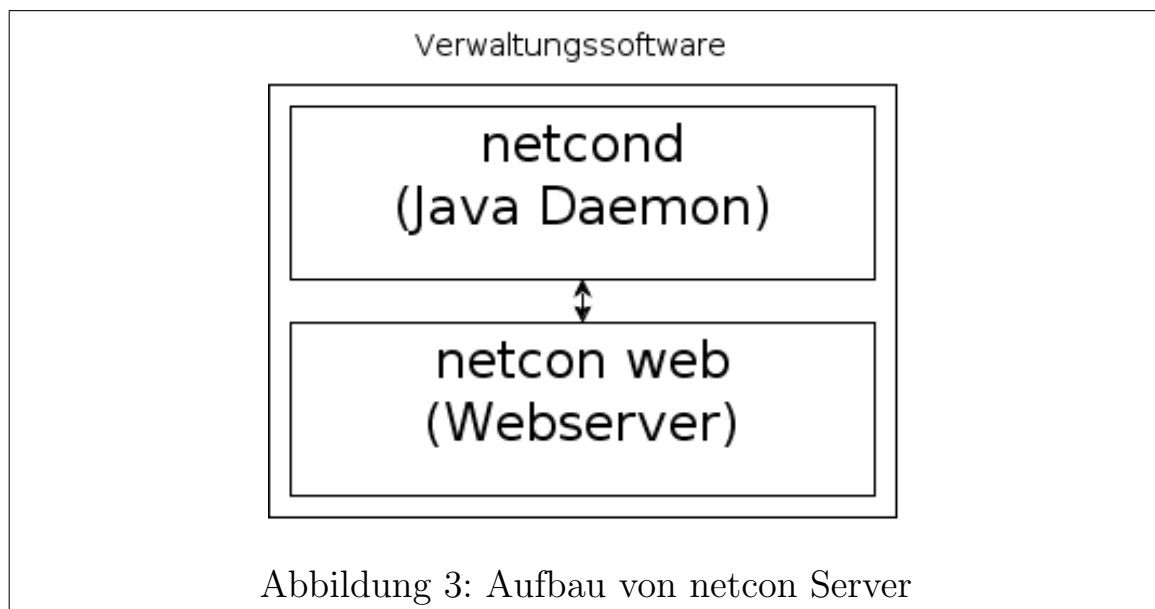 Verwaltungssoftware
netcond
(Java Daemon)
netcon web
(Webserver)
Abbildung 3: Aufbau von netcon Server